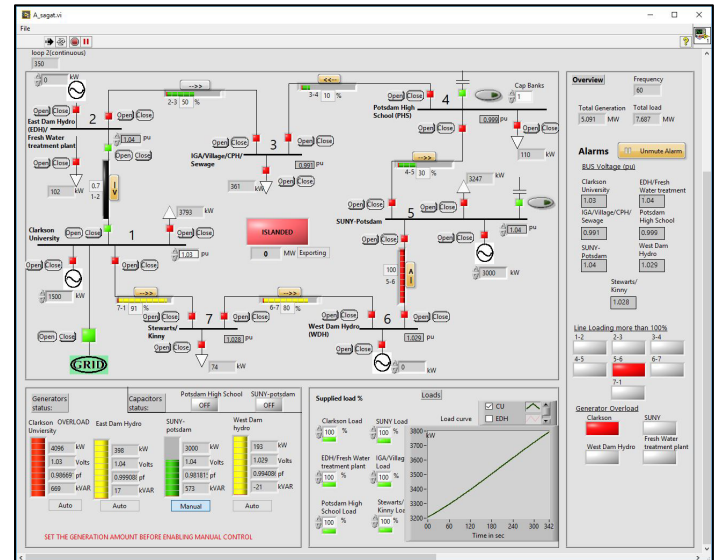 A_sagat.vi
File
loop 2(continuous)
350
0 kW
-->>
2-3 50 %
<<--
3-4 10 %
Potsdam High
School (PHS)
4
Cap Banks
1
Open Close
East Dam Hydro
(EDH)/
Fresh Water
treatment plant
2
1.04 pu
3
IGA/Village/CPH/
Sewage
0.991 pu
0.999 pu
110 kW
-->>
4-5 30 %
102 kW
0.7
1-2
361 kW
3247 kW
SUNY-Potsdam
5
1.04 pu
3793 kW
Clarkson
University
1
1.03 pu
ISLANDED
0 MW Exporting
100
5-6
3000 kW
1500 kW
-->>
7-1 91 %
-->>
6-7 80 %
Stewarts/
Kinny
7
1.028 pu
West Dam Hydro
(WDH)
6
1.029 pu
GRID
74 kW
0 kW
Overview
Frequency
60
Total Generation
5.091 MW
Total load
7.687 MW
Alarms
Unmute Alarm
BUS Voltage (pu)
Clarkson
University
1.03
EDH/Fresh
Water treatment
1.04
IGA/Village/CPH/
Sewage
0.991
Potsdam
High School
0.999
SUNY-
Potsdam
1.04
West Dam
Hydro
1.029
Stewarts/
Kinny
1.028
Line Loading more than 100%
1-2 2-3 3-4
4-5 5-6 6-7
7-1
Generator Overload
Clarkson SUNY
West Dam Hydro
Fresh Water
treatment plant
Generators
status:
Capacitors
status:
Potsdam High School
OFF
SUNY-potsdam
OFF
Clarkson OVERLOAD
Unviersity
4096 kW
1.03 Volts
0.98669 pf
669 kVAR
Auto
East Dam Hydro
398 kW
1.04 Volts
0.99908 pf
17 kVAR
Auto
SUNY-
potsdam
3000 kW
1.04 Volts
0.98181 pf
573 kVAR
Manual
West Dam
hydro
193 kW
1.029 Volts
0.99408 pf
-21 kVAR
Auto
SET THE GENERATION AMOUNT BEFORE ENABLING MANUAL CONTROL
Supplied load %
Loads
Load curve
CU
EDH
Clarkson Load
100 %
SUNY Load
100 %
EDH/Fresh Water
treatment plant
100 %
IGA/Villag
Load
100 %
Potsdam High
School Load
100 %
Stewarts/
Kinny Loa
100 %
kW
3800
3700
3600
3500
3400
3300
3200
00 60 120 180 240 300 342
Time in sec